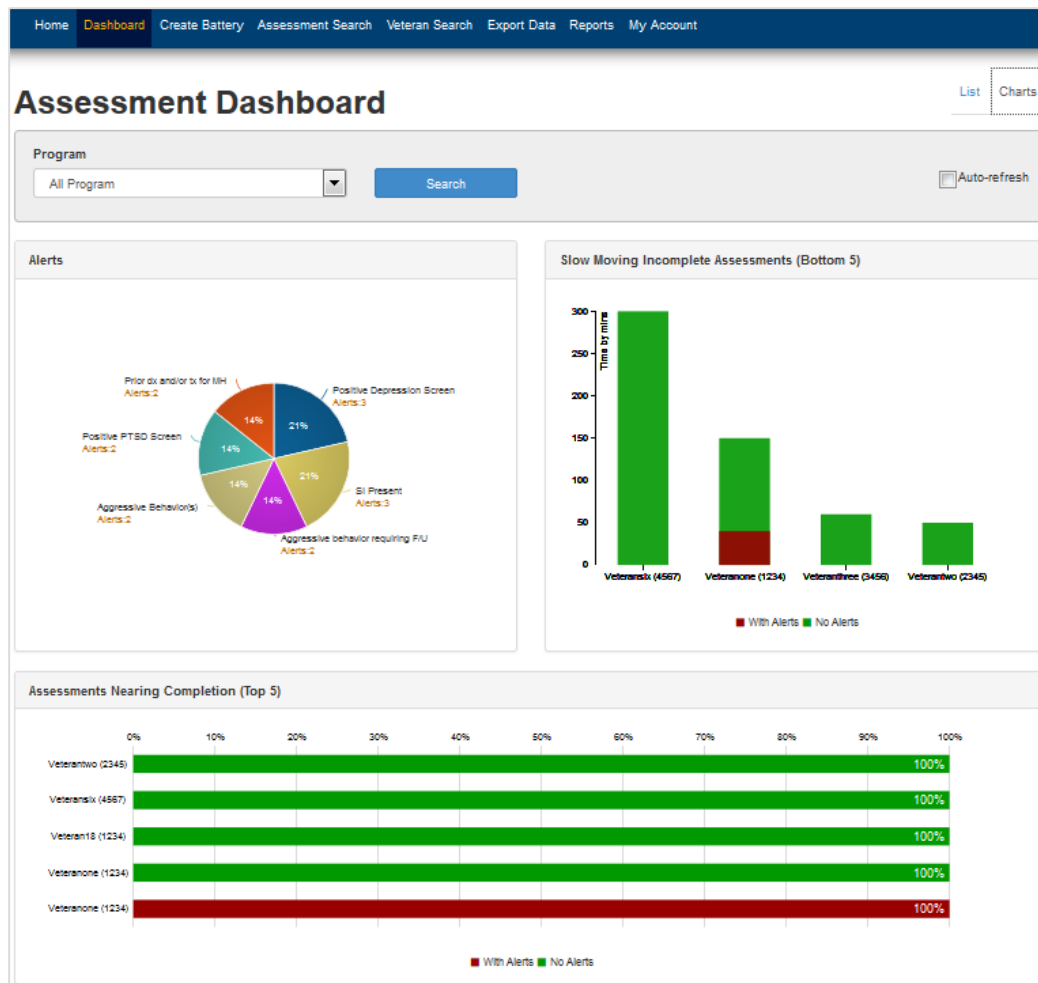 Home Dashboard Create Battery Assessment Search Veteran Search Export Data Reports My Account
Assessment Dashboard
List Charts
Program
All Program
Search
Auto-refresh
Alerts
Prior dx and/or tx for MH
Alerts:2
Positive Depression Screen
Alerts:3
14%
21%
Positive PTSD Screen
Alerts:2
14%
21%
SI Present
Alerts:3
14%
14%
Aggressive Behavior(s)
Alerts:2
Aggressive behavior requiring F/U
Alerts:2
Slow Moving Incomplete Assessments (Bottom 5)
Time by mins
300
250
200
150
100
50
0
Veteransix (4567) Veteranone (1234) Veteranthree (3456) Veterantwo (2345)
With Alerts No Alerts
Assessments Nearing Completion (Top 5)
0% 10% 20% 30% 40% 50% 60% 70% 80% 90% 100%
Veterantwo (2345) 100%
Veteransix (4567) 100%
Veteran18 (1234) 100%
Veteranone (1234) 100%
Veteranone (1234) 100%
With Alerts No Alerts